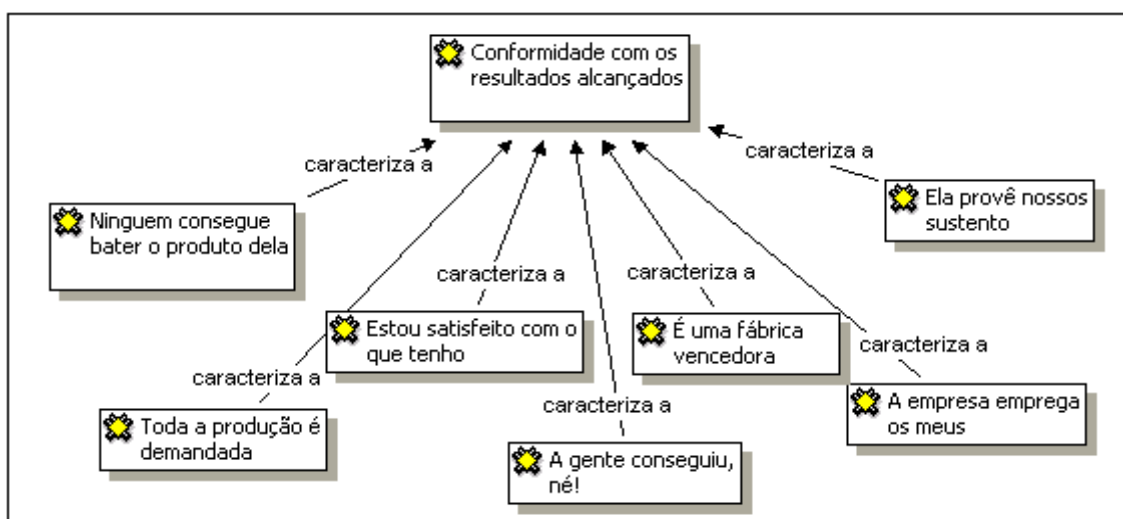 Conformidade com os
resultados alcançados
caracteriza a
caracteriza a
Ninguem consegue
bater o produto dela
Ela provê nossos
sustento
caracteriza a
caracteriza a
Estou satisfeito com o
que tenho
É uma fábrica
vencedora
caracteriza a
caracteriza a
caracteriza a
Toda a produção é
demandada
A empresa emprega
os meus
A gente conseguiu,
né!